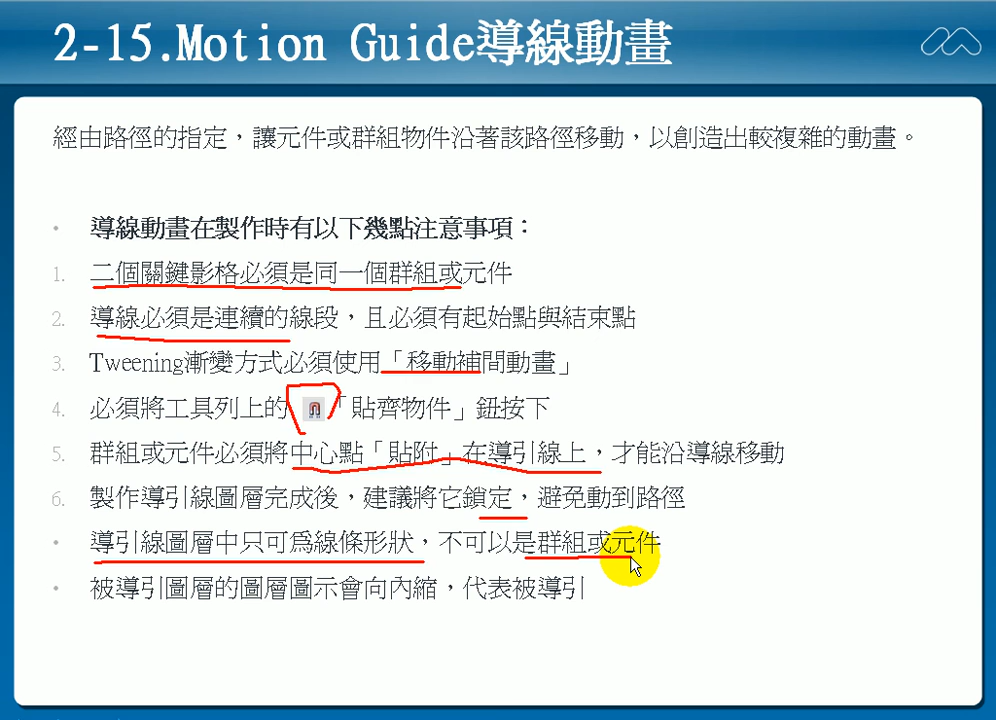 2-15.Motion Guide導線動畫
經由路徑的指定，讓元件或群組物件沿著該路徑移動，以創造出較複雜的動畫。
• 導線動畫在製作時有以下幾點注意事項：
1. 二個關鍵影格必須是同一個群組或元件
2. 導線必須是連續的線段，且必須有起始點與結束點
3. Tweening漸變方式必須使用「移動補間動畫」
4. 必須將工具列上的「貼齊物件」鈕按下
5. 群組或元件必須將中心點「貼附」在導引線上，才能沿導線移動
6. 製作導引線圖層完成後，建議將它鎖定，避免動到路徑
• 導引線圖層中只可為線條形狀，不可以是群組或元件
• 被導引圖層的圖層圖示會向內縮，代表被導引